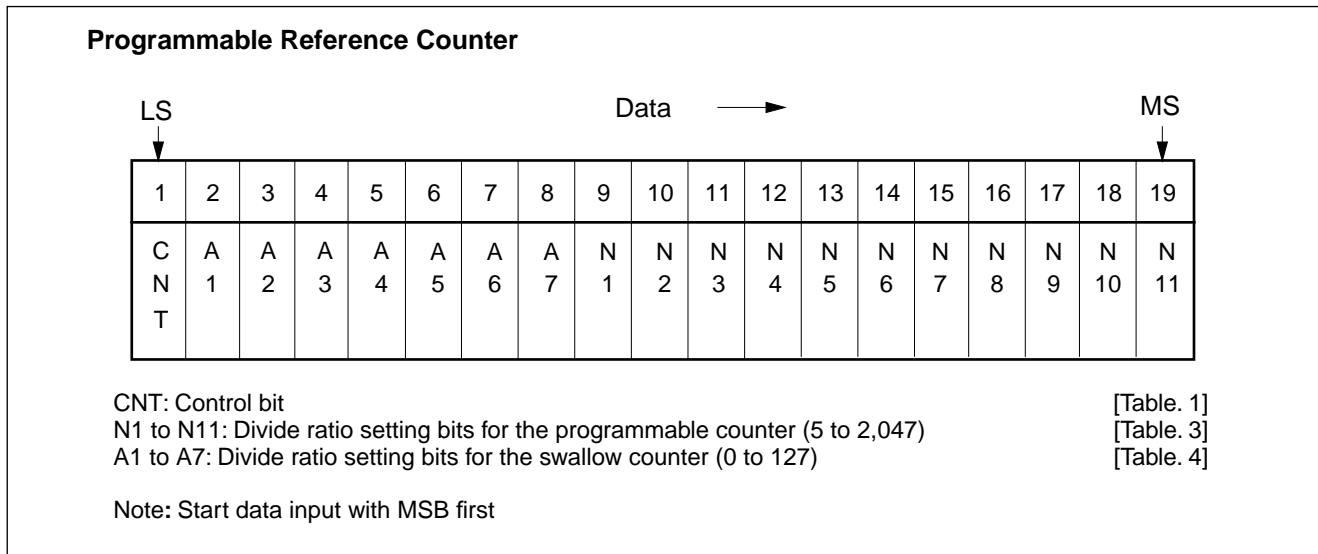 Programmable Reference Counter
LS Data MS
1 2 3 4 5 6 7 8 9 10 11 12 13 14 15 16 17 18 19
C A A A A A A A N N N N N N N N N N N
N 1 2 3 4 5 6 7 1 2 3 4 5 6 7 8 9 10 11
T
CNT: Control bit [Table. 1]
N1 to N11: Divide ratio setting bits for the programmable counter (5 to 2,047) [Table. 3]
A1 to A7: Divide ratio setting bits for the swallow counter (0 to 127) [Table. 4]
Note: Start data input with MSB first